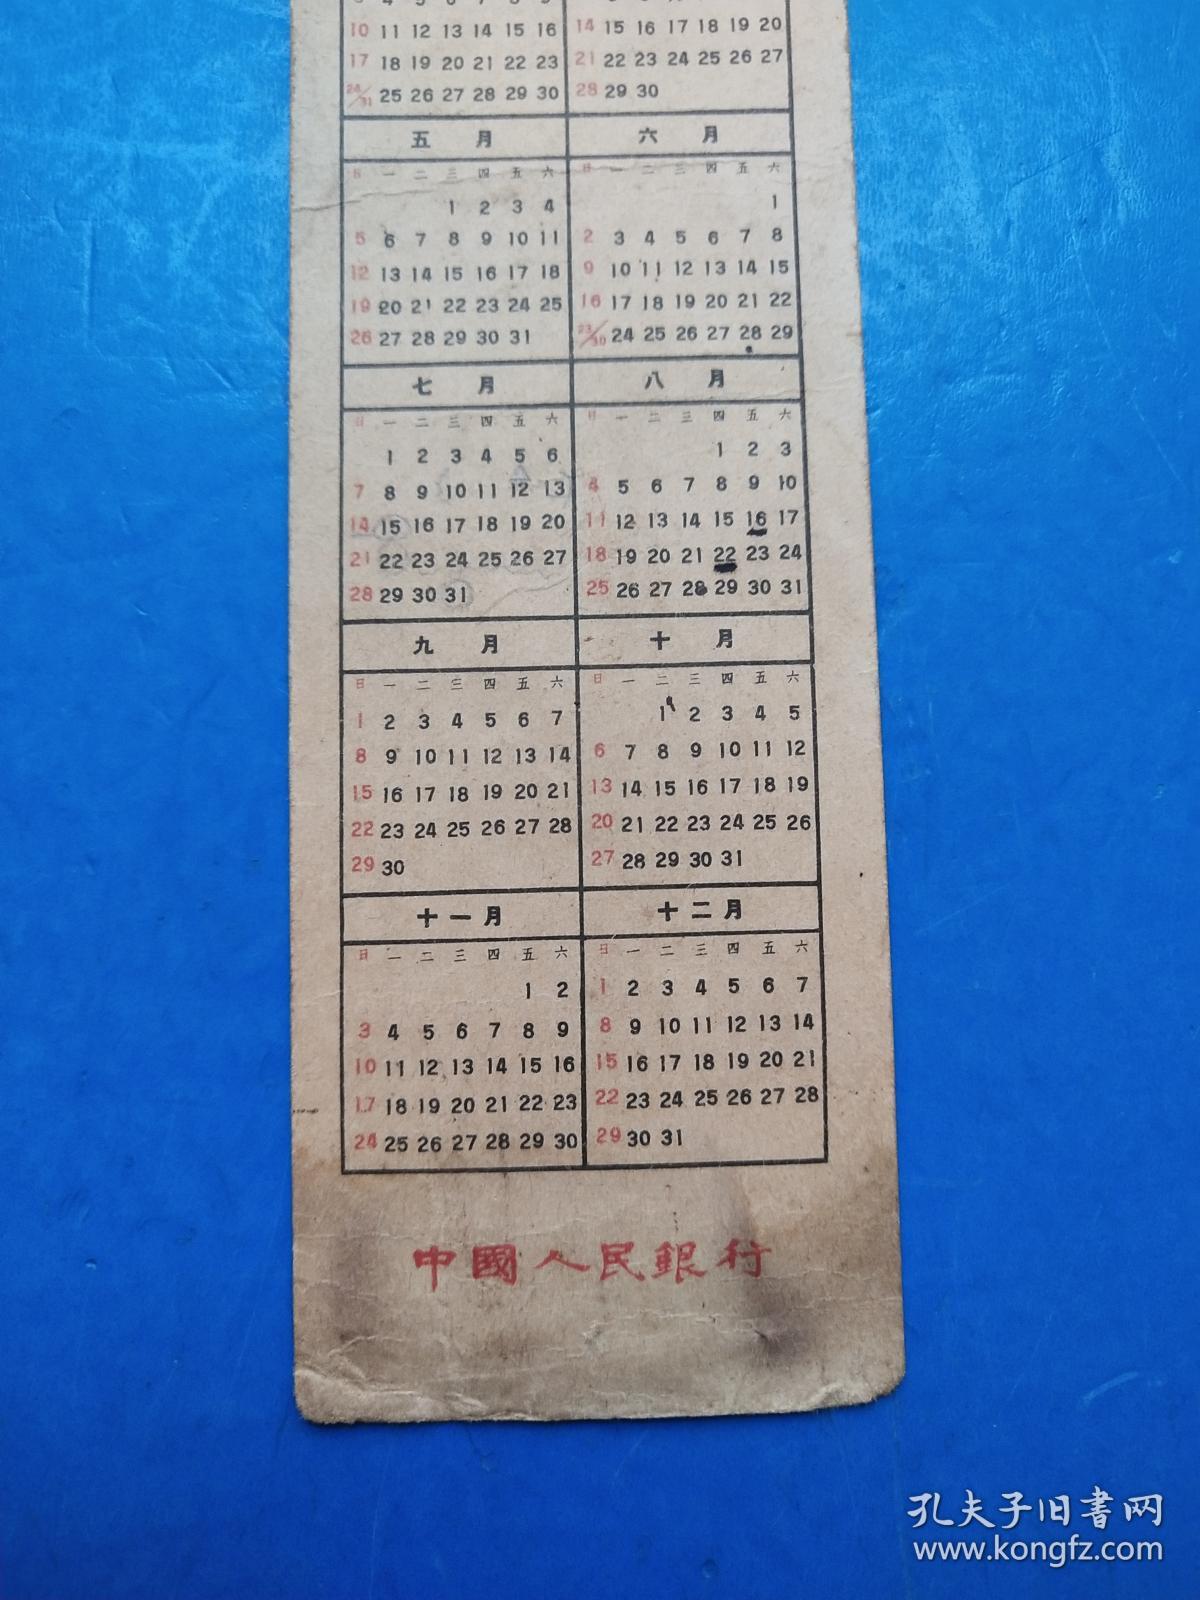 10 11 12 13 14 15 16 14 15 16 17 18 19 20
17 18 19 20 21 22 23 21 22 23 24 25 26 27
24/31 25 26 27 28 29 30 28 29 30
五 月 六 月
日 一 二 三 四 五 六 日 一 二 三 四 五 六
1 2 3 4 1
5 6 7 8 9 10 11 2 3 4 5 6 7 8
12 13 14 15 16 17 18 9 10 11 12 13 14 15
19 20 21 22 23 24 25 16 17 18 19 20 21 22
26 27 28 29 30 31 23/30 24 25 26 27 28 29
七 月 八 月
日 一 二 三 四 五 六 日 一 二 三 四 五 六
1 2 3 4 5 6 1 2 3
7 8 9 10 11 12 13 4 5 6 7 8 9 10
14 15 16 17 18 19 20 11 12 13 14 15 16 17
21 22 23 24 25 26 27 18 19 20 21 22 23 24
28 29 30 31 25 26 27 28 29 30 31
九 月 十 月
日 一 二 三 四 五 六 日 一 二 三 四 五 六
1 2 3 4 5 6 7 1 2 3 4 5
8 9 10 11 12 13 14 6 7 8 9 10 11 12
15 16 17 18 19 20 21 13 14 15 16 17 18 19
22 23 24 25 26 27 28 20 21 22 23 24 25 26
29 30 27 28 29 30 31
十一月 十二月
日 一 二 三 四 五 六 日 一 二 三 四 五 六
1 2 1 2 3 4 5 6 7
3 4 5 6 7 8 9 8 9 10 11 12 13 14
10 11 12 13 14 15 16 15 16 17 18 19 20 21
17 18 19 20 21 22 23 22 23 24 25 26 27 28
24 25 26 27 28 29 30 29 30 31
中國人民銀行
孔夫子旧书网
www.kongfz.com